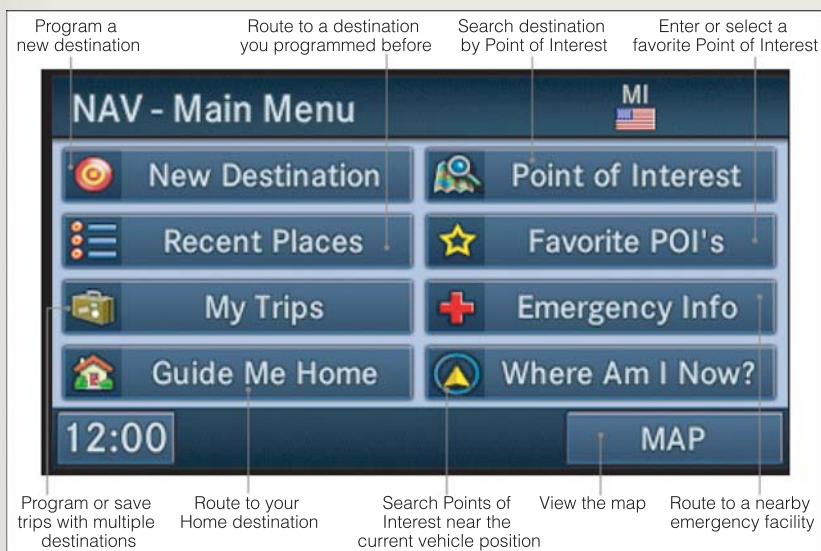 Program a
new destination
Route to a destination
you programmed before
Search destination
by Point of Interest
Enter or select a
favorite Point of Interest
NAV - Main Menu
MI
New Destination
Point of Interest
Recent Places
Favorite POI's
My Trips
Emergency Info
Guide Me Home
Where Am I Now?
12:00
MAP
Program or save
trips with multiple
destinations
Route to your
Home destination
Search Points of
Interest near the
current vehicle position
View the map
Route to a nearby
emergency facility